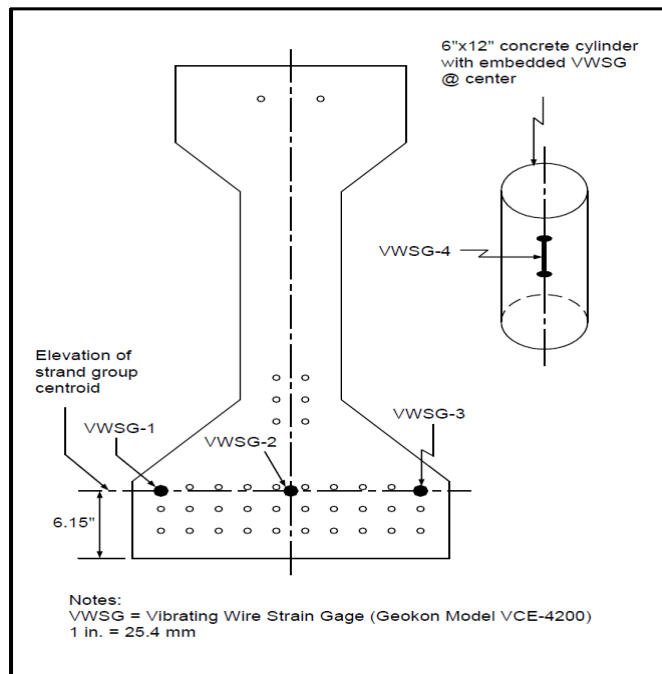 6"x12" concrete cylinder
with embedded VWSG
@ center
VWSG-4
Elevation of
strand group
centroid
VWSG-1
VWSG-2
VWSG-3
6.15"
Notes:
VWSG = Vibrating Wire Strain Gage (Geokon Model VCE-4200)
1 in. = 25.4 mm